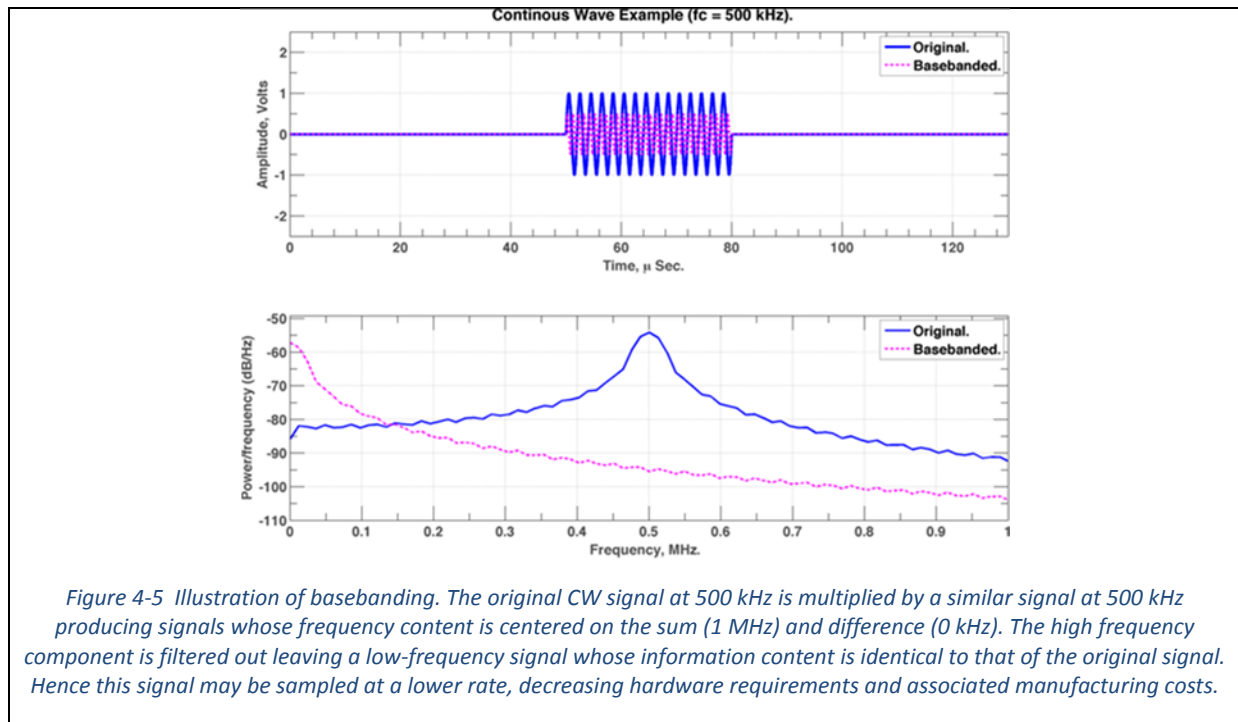 Continous Wave Example (fc = 500 kHz).
Original.
Basebanded.
Amplitude, Volts
2
1
0
-1
-2
0 20 40 60 80 100 120
Time, μ Sec.
Original.
Basebanded.
Power/frequency (dB/Hz)
-50
-60
-70
-80
-90
-100
-110
0 0.1 0.2 0.3 0.4 0.5 0.6 0.7 0.8 0.9 1
Frequency, MHz.
Figure 4-5 Illustration of basebanding. The original CW signal at 500 kHz is multiplied by a similar signal at 500 kHz
producing signals whose frequency content is centered on the sum (1 MHz) and difference (0 kHz). The high frequency
component is filtered out leaving a low-frequency signal whose information content is identical to that of the original signal.
Hence this signal may be sampled at a lower rate, decreasing hardware requirements and associated manufacturing costs.